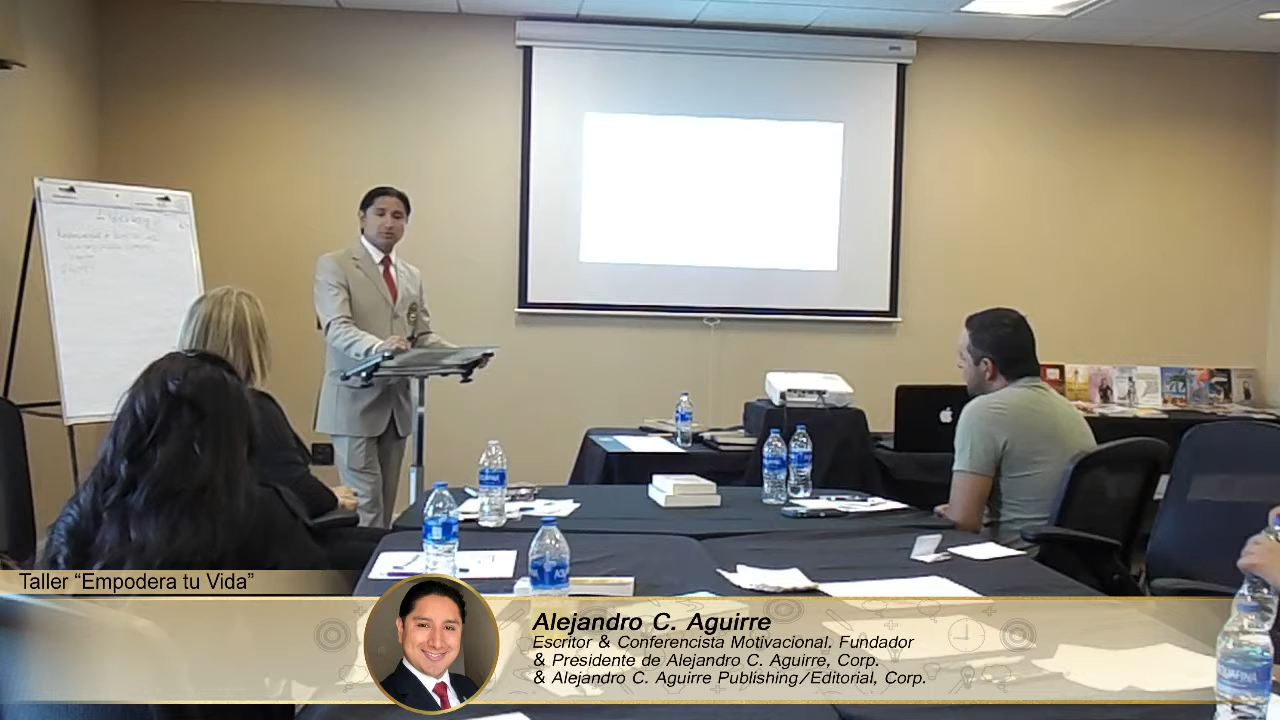 Taller “Empodera tu Vida”
Alejandro C. Aguirre
Escritor & Conferencista Motivacional. Fundador
& Presidente de Alejandro C. Aguirre, Corp.
& Alejandro C. Aguirre Publishing/Editorial, Corp.
AQUAFINA